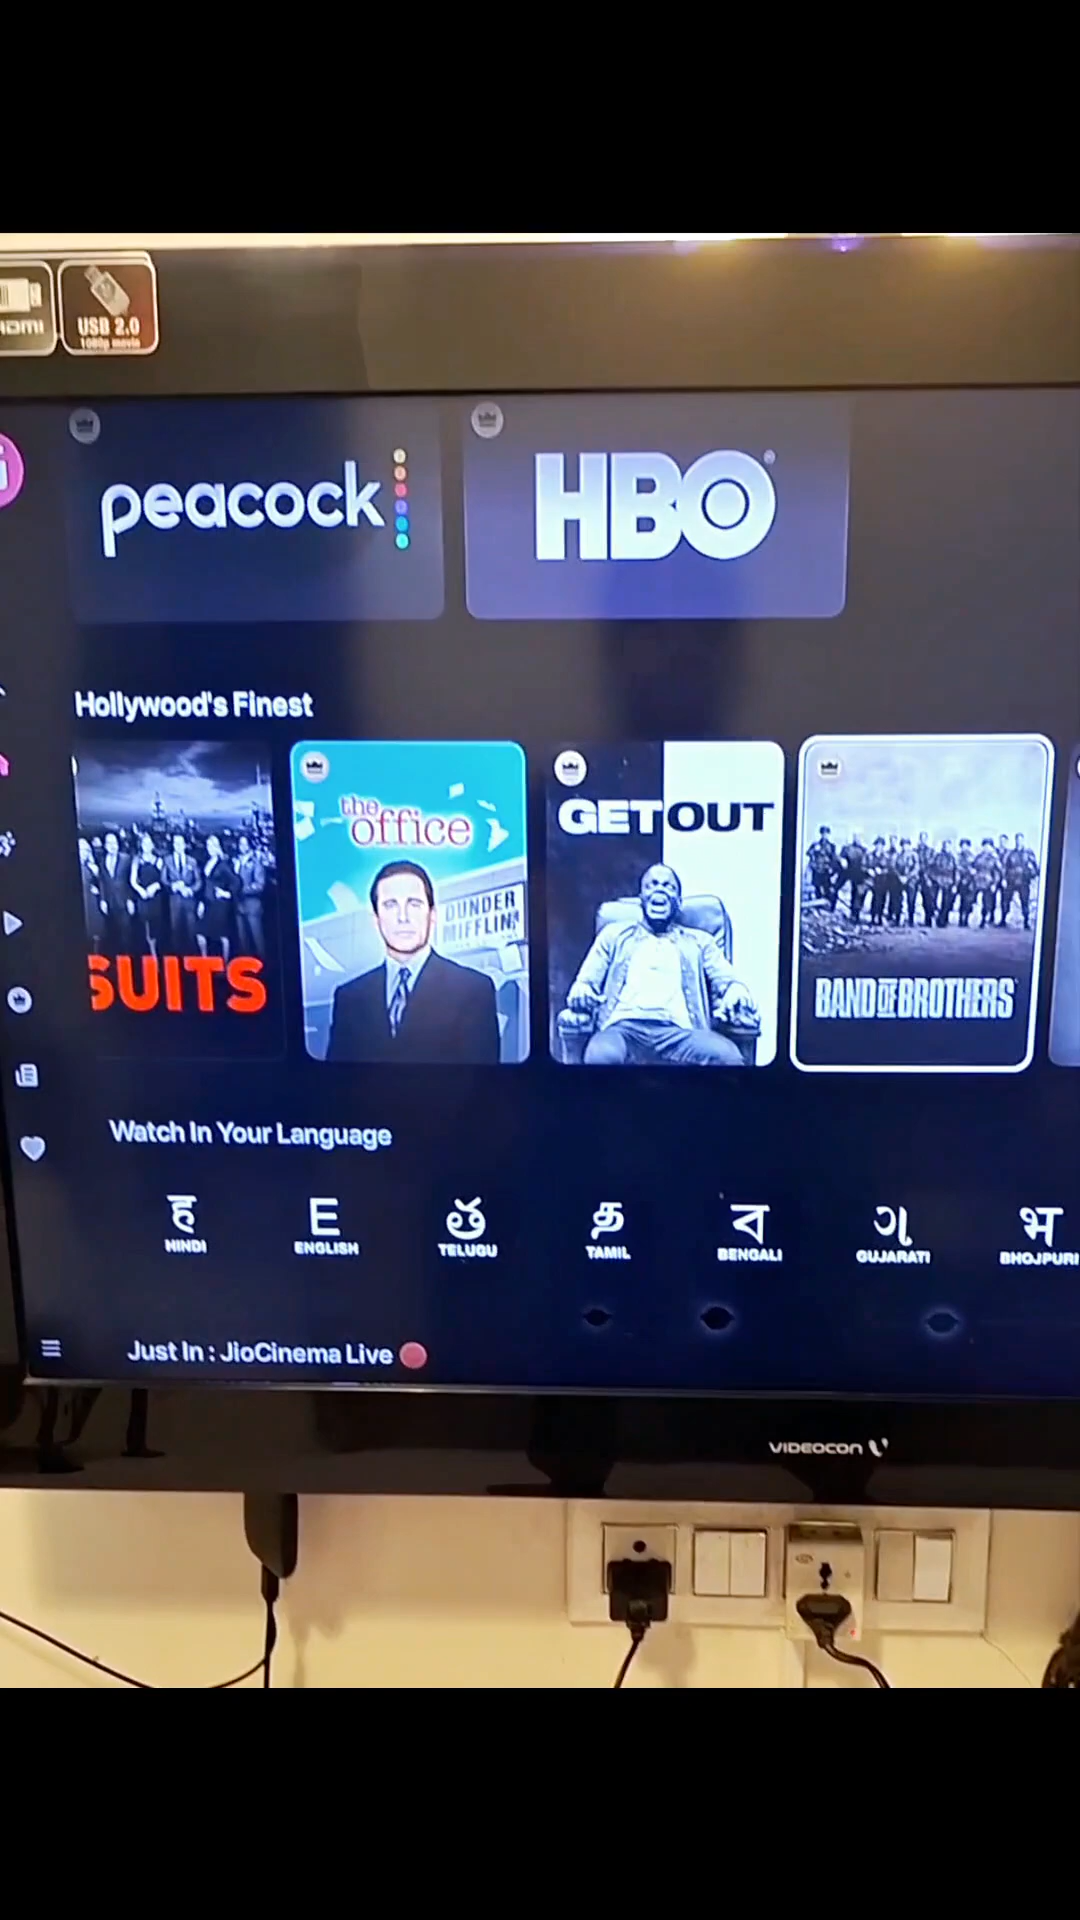 HDMI
USB 2.0
1080p movie
peacock
HBO
Hollywood's Finest
SUITS
the office
DUNDER
MIFFLIN
GET OUT
BAND OF BROTHERS
Watch In Your Language
ह E తె த ব ગ भ
HINDI ENGLISH TELUGU TAMIL BENGALI GUJARATI BHOJPURI
Just In : JioCinema Live
VIDEOCON